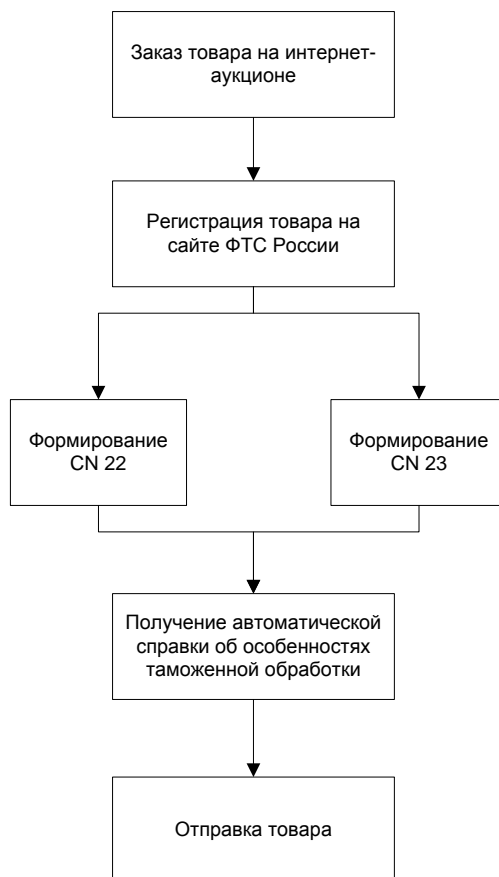 Заказ товара на интернет-
аукционе
Регистрация товара на
сайте ФТС России
Формирование
CN 22
Формирование
CN 23
Получение автоматической
справки об особенностях
таможенной обработки
Отправка товара